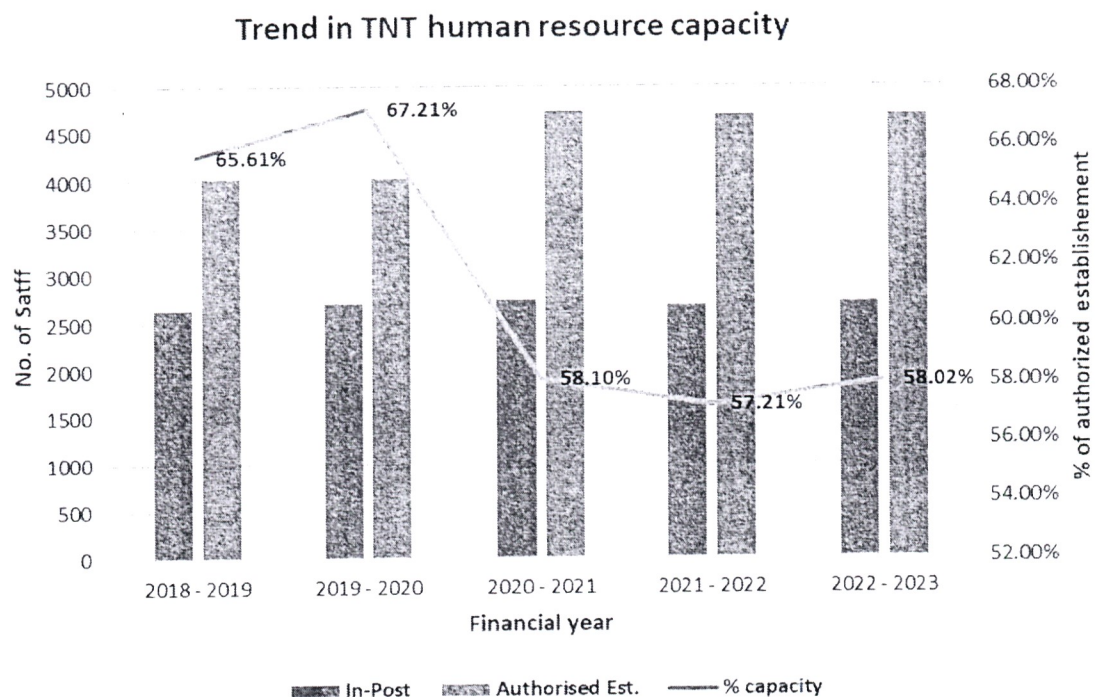 Trend in TNT human resource capacity
5000
4500
4000
3500
3000
2500
2000
1500
1000
500
0
No. of Satff
68.00%
66.00%
64.00%
62.00%
60.00%
58.00%
56.00%
54.00%
52.00%
% of authorized establishement
65.61%
67.21%
58.10%
57.21%
58.02%
2018 - 2019
2019 - 2020
2020 - 2021
2021 - 2022
2022 - 2023
Financial year
In-Post
Authorised Est.
% capacity